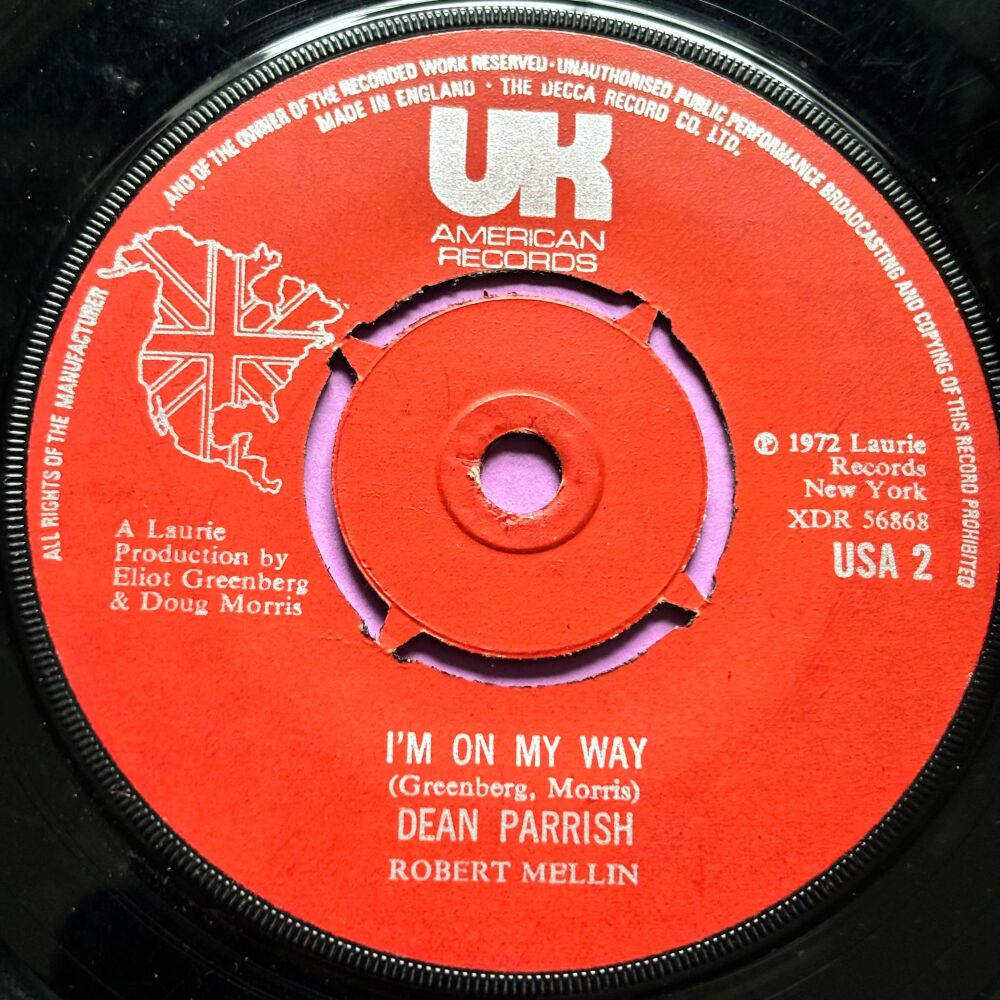 ALL RIGHTS OF THE MANUFACTURER AND OF THE OWNER OF THE RECORDED WORK RESERVED · UNAUTHORISED PUBLIC PERFORMANCE BROADCASTING AND COPYING OF THIS RECORD PROHIBITED
MADE IN ENGLAND · THE DECCA RECORD CO. LTD.
UK
AMERICAN
RECORDS
℗ 1972 Laurie
Records
New York
XDR 56868
USA 2
A Laurie
Production by
Eliot Greenberg
& Doug Morris
I'M ON MY WAY
(Greenberg, Morris)
DEAN PARRISH
ROBERT MELLIN